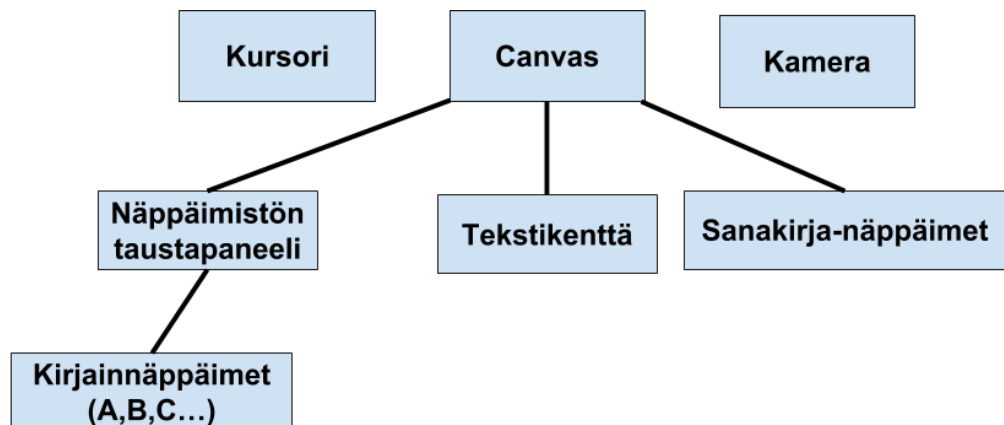 Kursori
Canvas
Kamera
Näppäimistön
taustapaneeli
Tekstikenttä
Sanakirja-näppäimet
Kirjainnäppäimet
(A,B,C…)